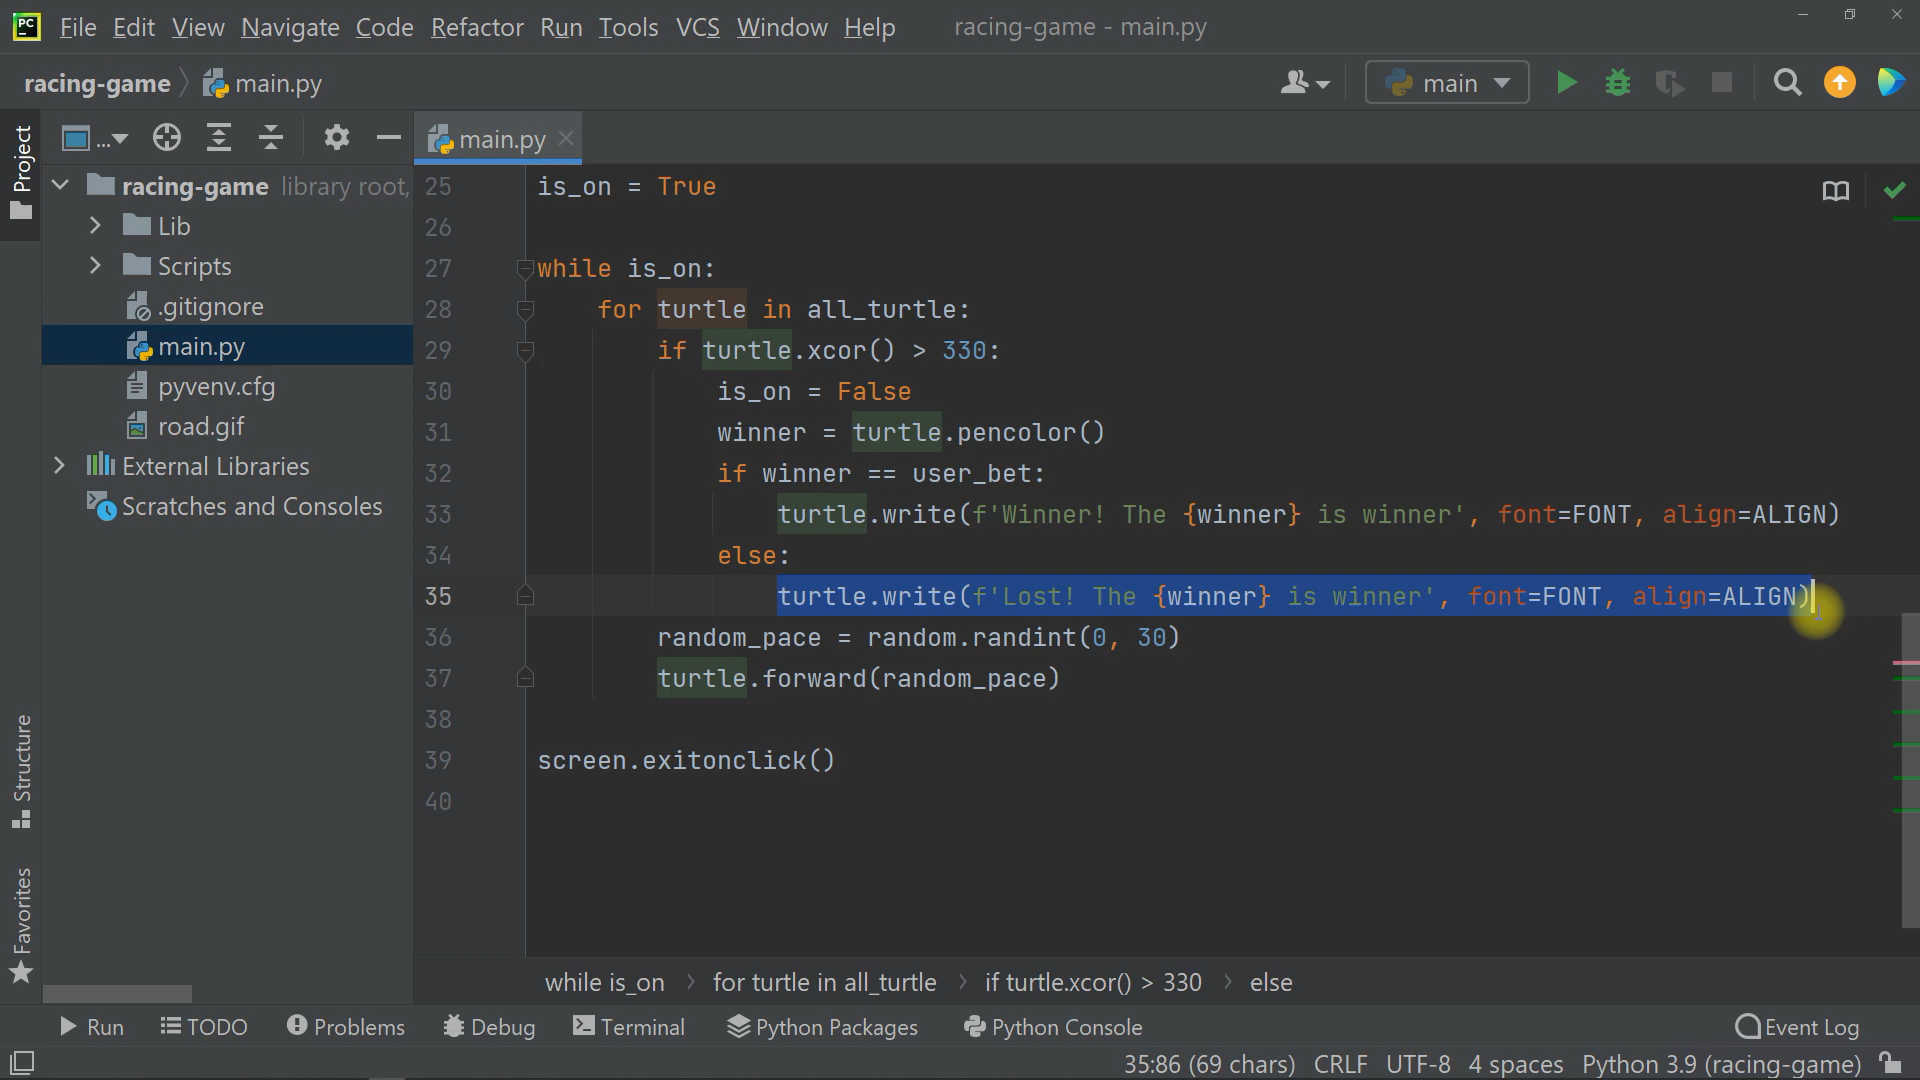 PC File Edit View Navigate Code Refactor Run Tools VCS Window Help racing-game - main.py
racing-game main.py main
Project ... main.py
racing-game library root,
Lib
Scripts
.gitignore
main.py
pyvenv.cfg
road.gif
External Libraries
Scratches and Consoles
25 is_on = True
26
27 while is_on:
28     for turtle in all_turtle:
29         if turtle.xcor() > 330:
30             is_on = False
31             winner = turtle.pencolor()
32             if winner == user_bet:
33                 turtle.write(f'Winner! The {winner} is winner', font=FONT, align=ALIGN)
34             else:
35                 turtle.write(f'Lost! The {winner} is winner', font=FONT, align=ALIGN)
36         random_pace = random.randint(0, 30)
37         turtle.forward(random_pace)
38
39 screen.exitonclick()
40
Structure
Favorites
while is_on for turtle in all_turtle if turtle.xcor() > 330 else
Run TODO Problems Debug Terminal Python Packages Python Console Event Log
35:86 (69 chars) CRLF UTF-8 4 spaces Python 3.9 (racing-game)